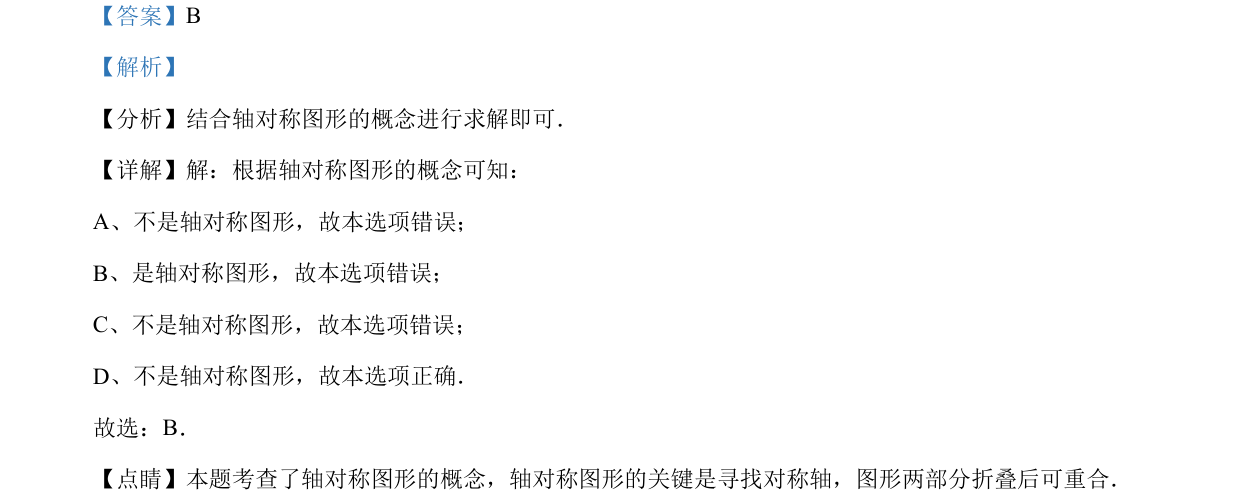 【答案】B
【解析】
【分析】结合轴对称图形的概念进行求解即可．
【详解】解：根据轴对称图形的概念可知：
A、不是轴对称图形，故本选项错误；
B、是轴对称图形，故本选项错误；
C、不是轴对称图形，故本选项错误；
D、不是轴对称图形，故本选项正确．
故选：B．
【点睛】本题考查了轴对称图形的概念，轴对称图形的关键是寻找对称轴，图形两部分折叠后可重合．